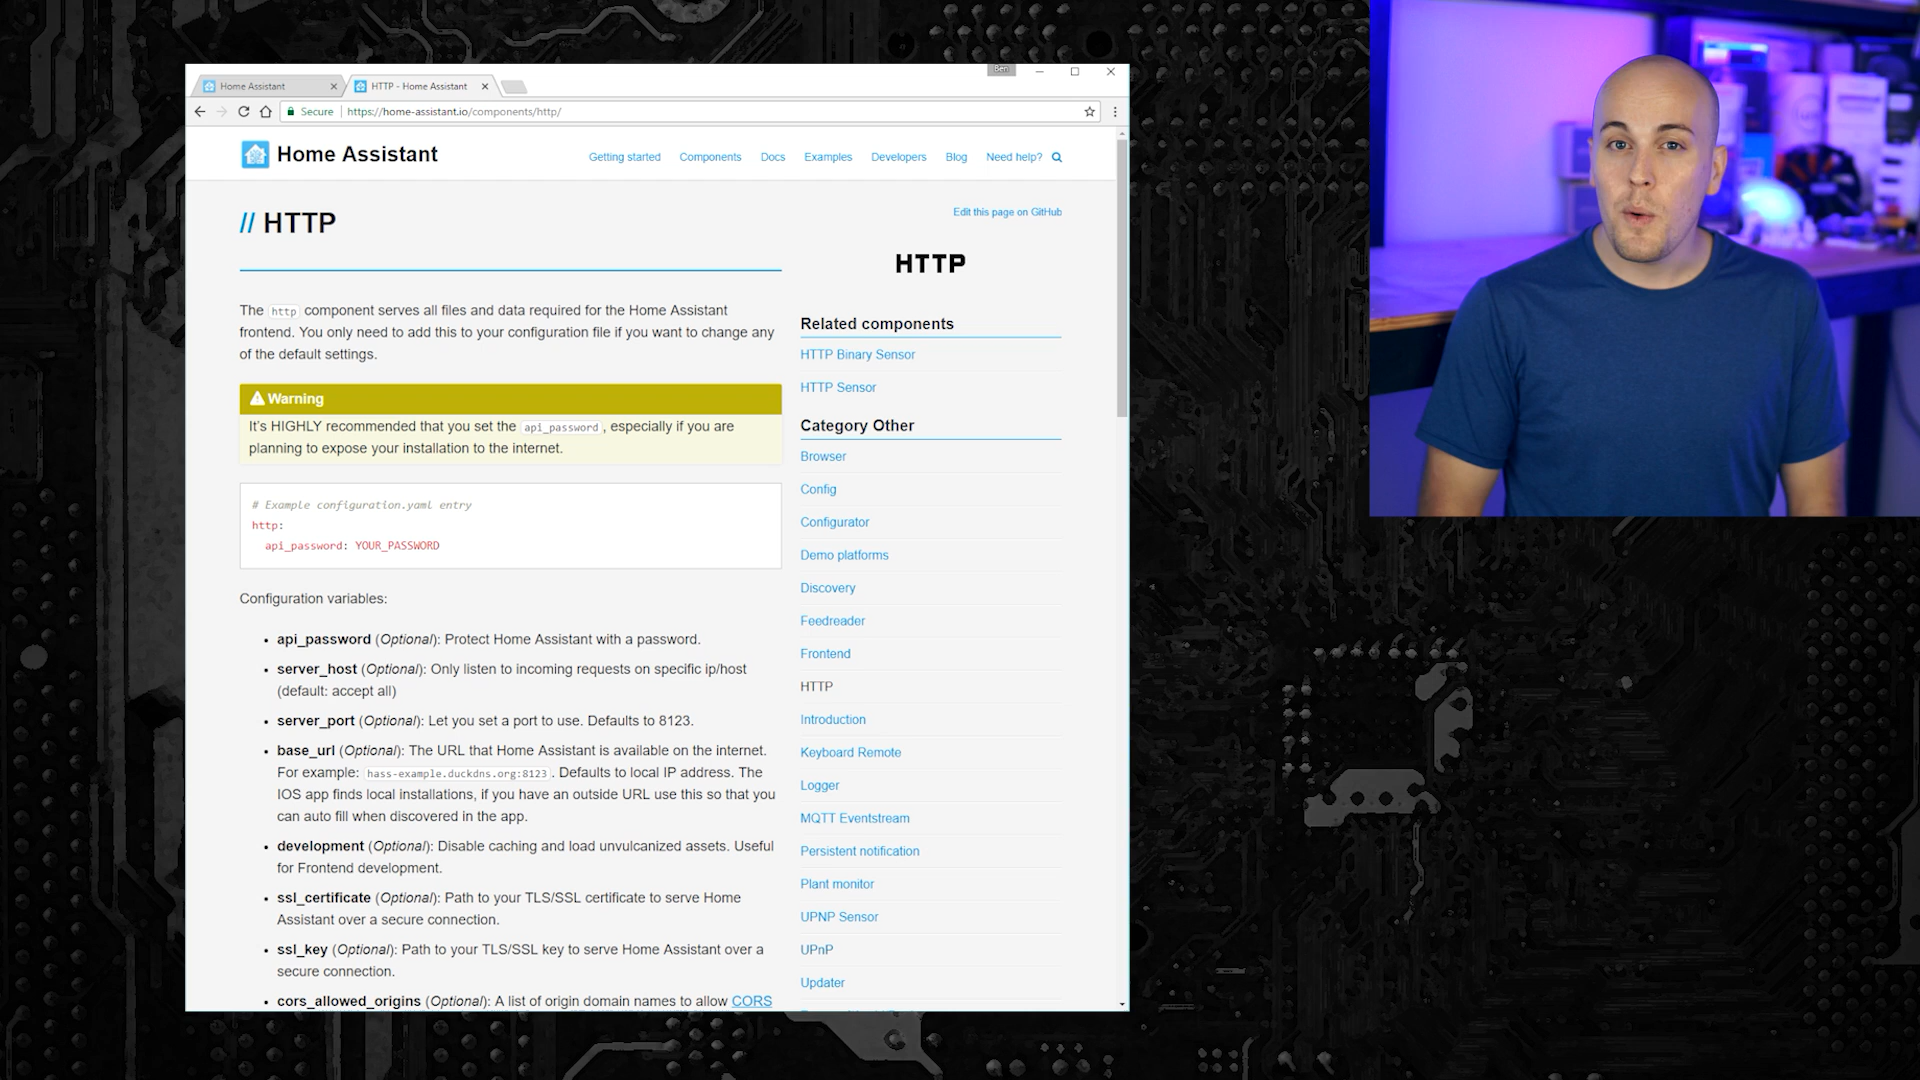 Ben
Home Assistant
HTTP - Home Assistant
Secure https://home-assistant.io/components/http/
Home Assistant
Getting started Components Docs Examples Developers Blog Need help?
// HTTP
Edit this page on GitHub
HTTP
The http component serves all files and data required for the Home Assistant
frontend. You only need to add this to your configuration file if you want to change any
of the default settings.
Warning
It's HIGHLY recommended that you set the api_password, especially if you are
planning to expose your installation to the internet.
# Example configuration.yaml entry
http:
api_password: YOUR_PASSWORD
Configuration variables:
• api_password (Optional): Protect Home Assistant with a password.
• server_host (Optional): Only listen to incoming requests on specific ip/host
(default: accept all)
• server_port (Optional): Let you set a port to use. Defaults to 8123.
• base_url (Optional): The URL that Home Assistant is available on the internet.
For example: hass-example.duckdns.org:8123. Defaults to local IP address. The
IOS app finds local installations, if you have an outside URL use this so that you
can auto fill when discovered in the app.
• development (Optional): Disable caching and load unvulcanized assets. Useful
for Frontend development.
• ssl_certificate (Optional): Path to your TLS/SSL certificate to serve Home
Assistant over a secure connection.
• ssl_key (Optional): Path to your TLS/SSL key to serve Home Assistant over a
secure connection.
• cors_allowed_origins (Optional): A list of origin domain names to allow CORS
Related components
HTTP Binary Sensor
HTTP Sensor
Category Other
Browser
Config
Configurator
Demo platforms
Discovery
Feedreader
Frontend
HTTP
Introduction
Keyboard Remote
Logger
MQTT Eventstream
Persistent notification
Plant monitor
UPNP Sensor
UPnP
Updater